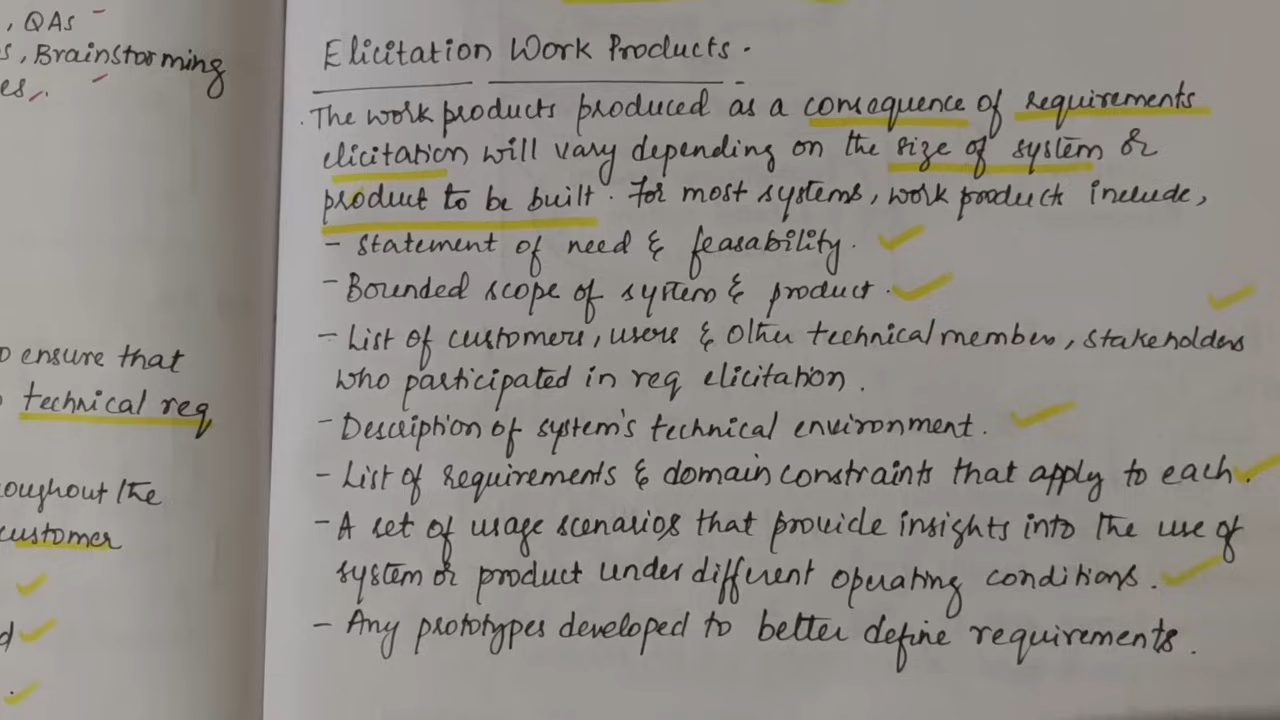 , QAs
s, Brainstorming
es,.
o ensure that
technical req
oughout the
customer
d
Elicitation Work Products.
The work products produced as a consequence of requirements
elicitation will vary depending on the size of system or
product to be built. For most systems, work products include,
- Statement of need & feasability.
- Bounded scope of system & product.
- List of customers, users & other technical members, stakeholders
who participated in req elicitation.
- Description of system's technical environment.
- List of requirements & domain constraints that apply to each.
- A set of usage scenarios that provide insights into the use of
system or product under different operating conditions.
- Any prototypes developed to better define requirements.